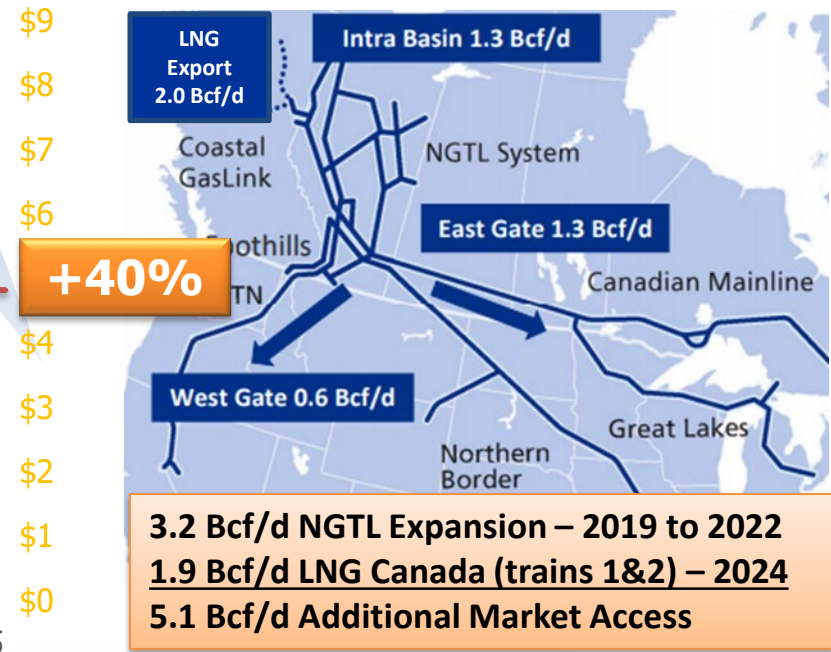 $9
$8
$7
$6
$4
$3
$2
$1
$0
LNG
Export
2.0 Bcf/d
Intra Basin 1.3 Bcf/d
Coastal
GasLink
NGTL System
East Gate 1.3 Bcf/d
oothills
+40%
TN
Canadian Mainline
West Gate 0.6 Bcf/d
Great Lakes
Northern
Border
3.2 Bcf/d NGTL Expansion – 2019 to 2022
1.9 Bcf/d LNG Canada (trains 1&2) – 2024
5.1 Bcf/d Additional Market Access